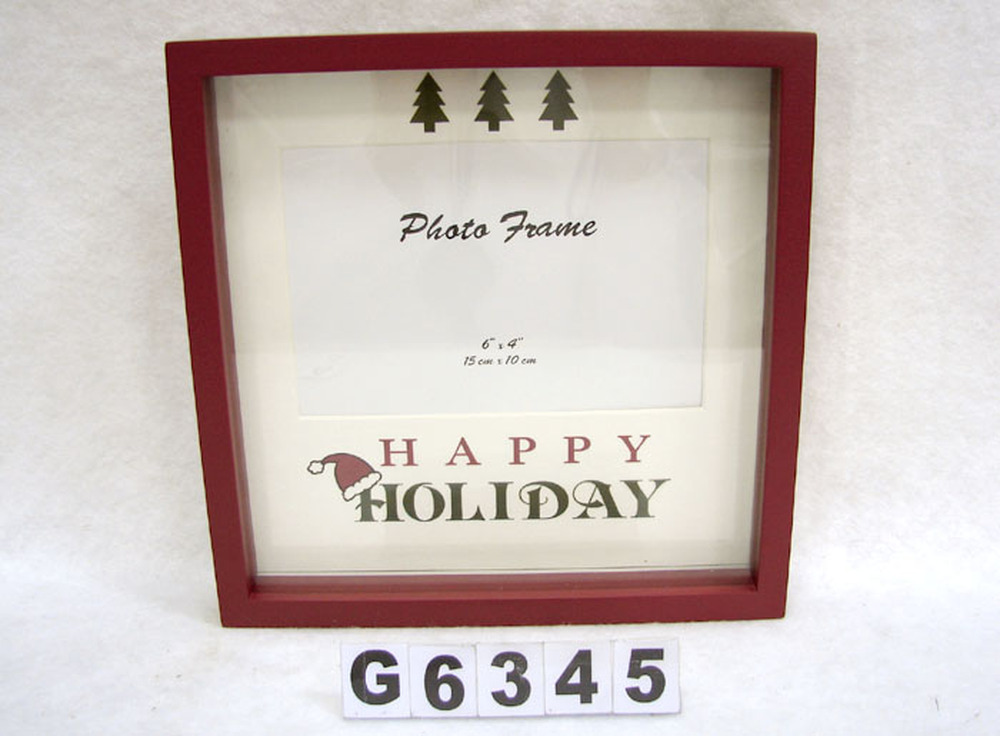 Photo Frame
6" x 4"
15 cm x 10 cm
HAPPY
HOLIDAY
G6345